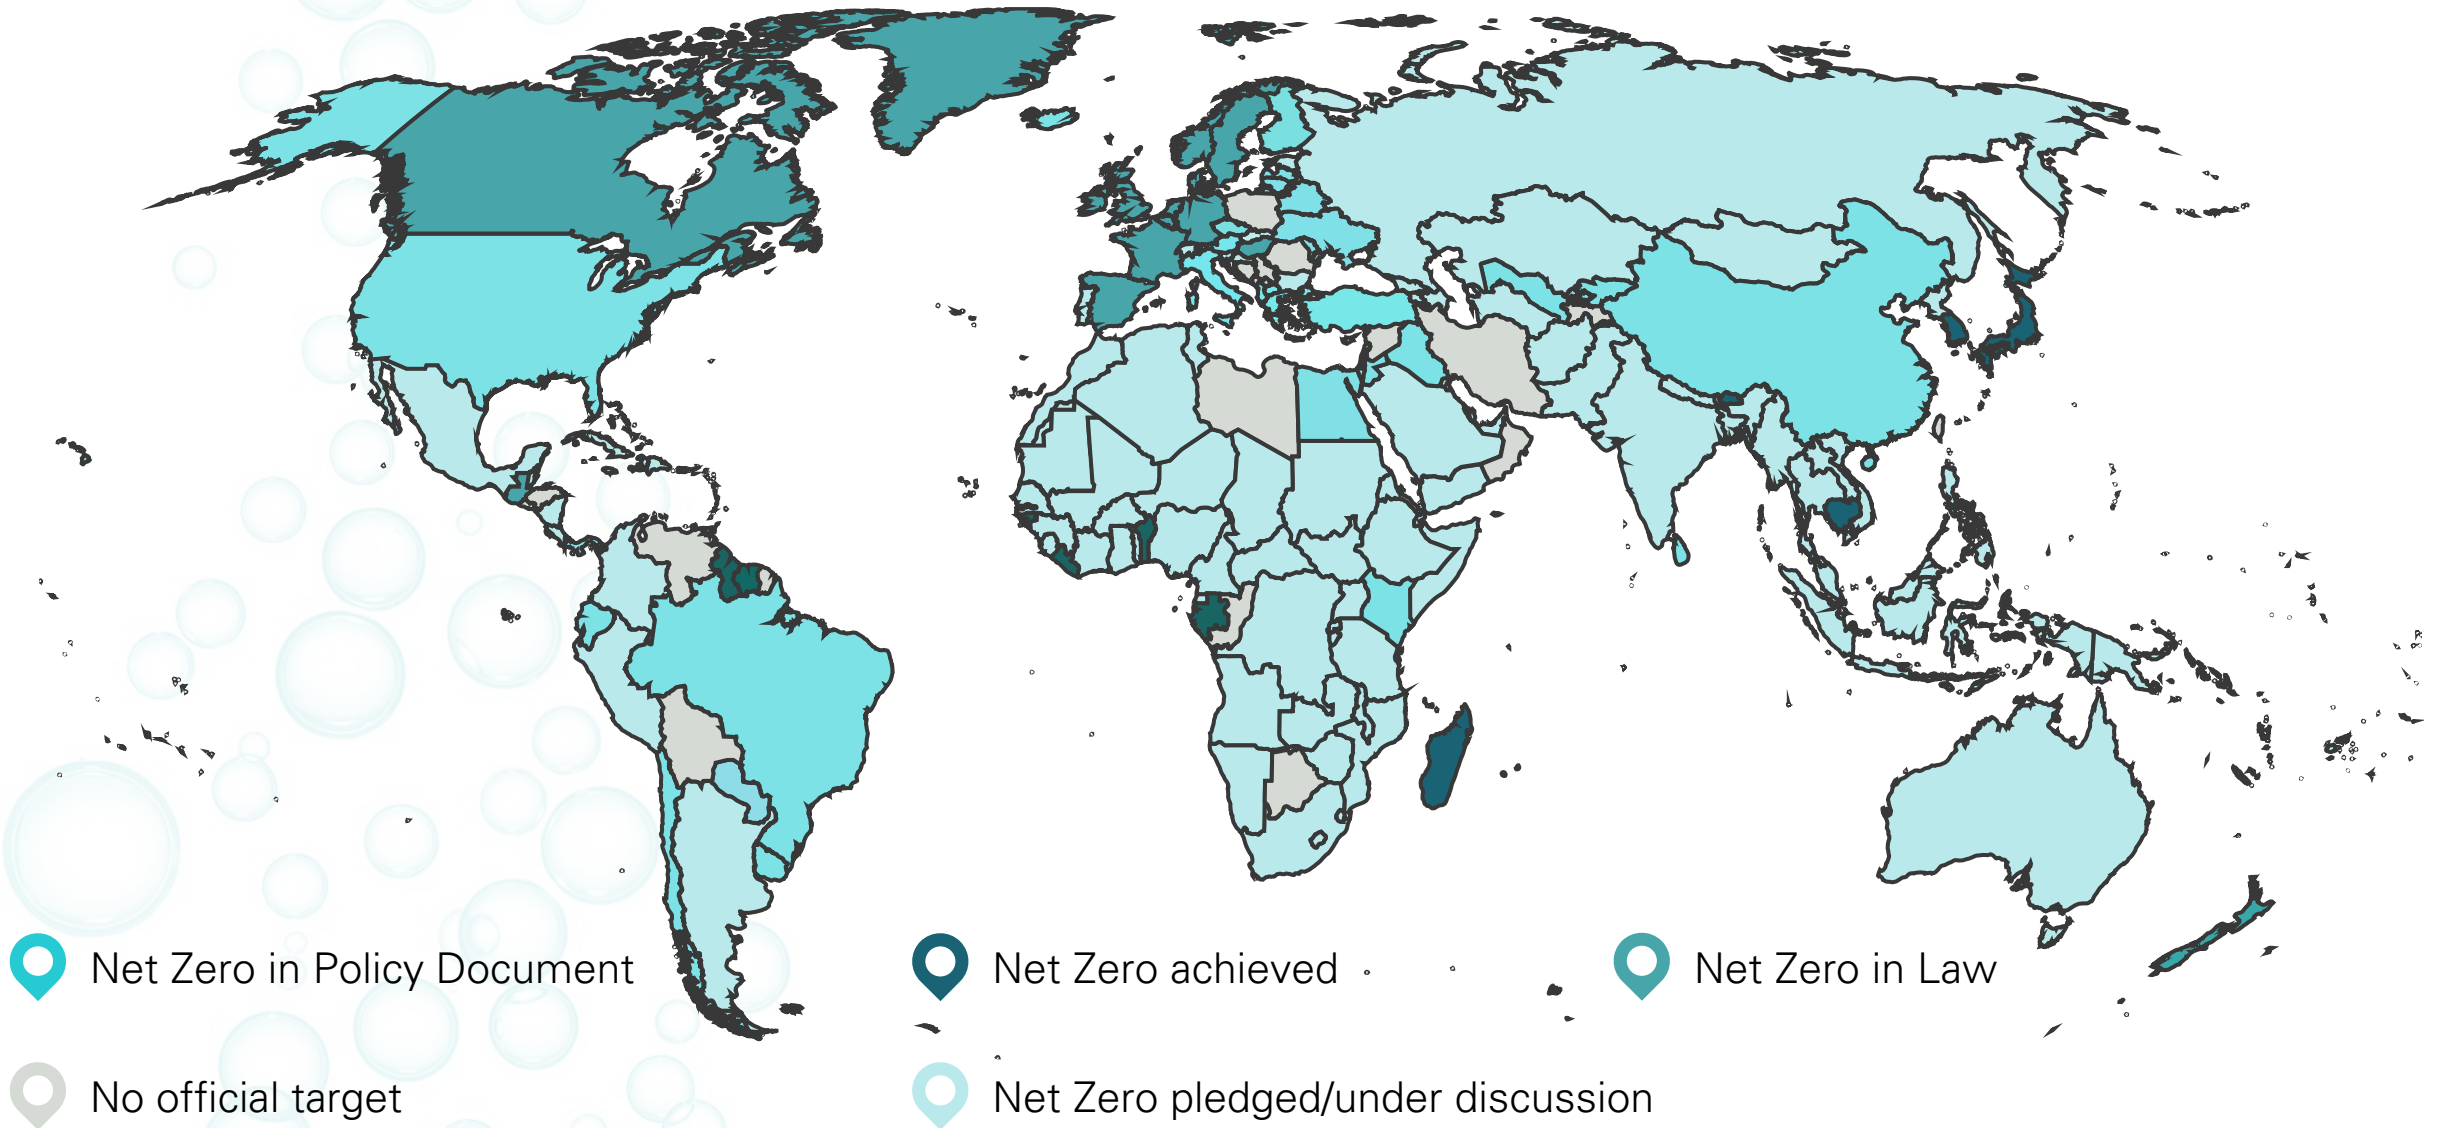 Net Zero in Policy Document
Net Zero achieved
Net Zero in Law
No official target
Net Zero pledged/under discussion